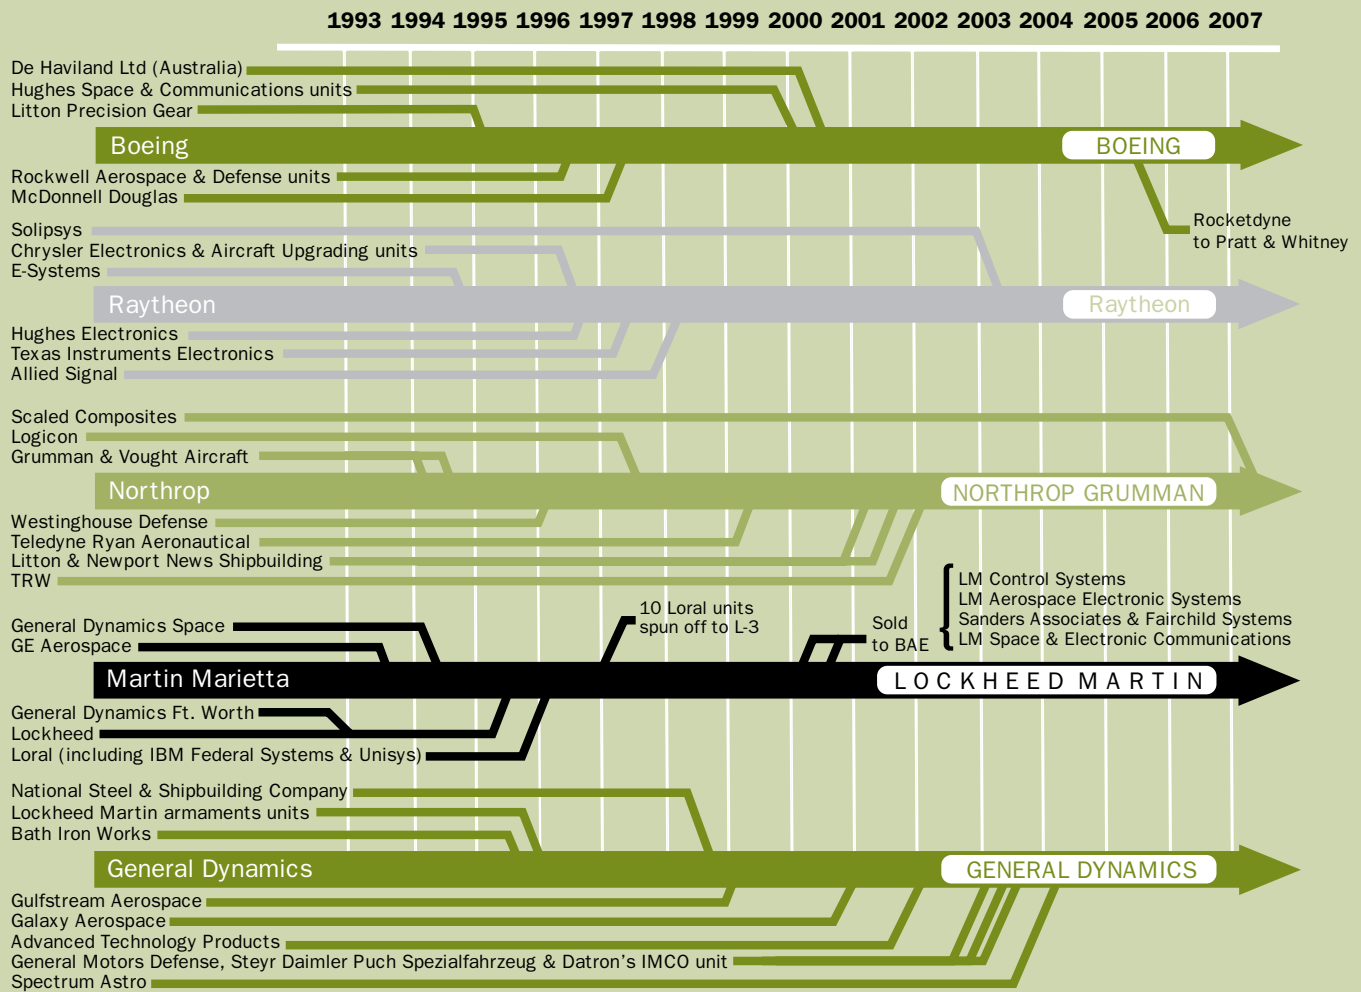 1993 1994 1995 1996 1997 1998 1999 2000 2001 2002 2003 2004 2005 2006 2007
De Haviland Ltd (Australia)
Hughes Space & Communications units
Litton Precision Gear
Boeing
BOEING
Rockwell Aerospace & Defense units
McDonnell Douglas
Rocketdyne
to Pratt & Whitney
Solipsys
Chrysler Electronics & Aircraft Upgrading units
E-Systems
Raytheon
Raytheon
Hughes Electronics
Texas Instruments Electronics
Allied Signal
Scaled Composites
Logicon
Grumman & Vought Aircraft
Northrop
NORTHROP GRUMMAN
Westinghouse Defense
Teledyne Ryan Aeronautical
Litton & Newport News Shipbuilding
TRW
10 Loral units
spun off to L-3
Sold
to BAE
LM Control Systems
LM Aerospace Electronic Systems
Sanders Associates & Fairchild Systems
LM Space & Electronic Communications
General Dynamics Space
GE Aerospace
Martin Marietta
LOCKHEED MARTIN
General Dynamics Ft. Worth
Lockheed
Loral (including IBM Federal Systems & Unisys)
National Steel & Shipbuilding Company
Lockheed Martin armaments units
Bath Iron Works
General Dynamics
GENERAL DYNAMICS
Gulfstream Aerospace
Galaxy Aerospace
Advanced Technology Products
General Motors Defense, Steyr Daimler Puch Spezialfahrzeug & Datron's IMCO unit
Spectrum Astro